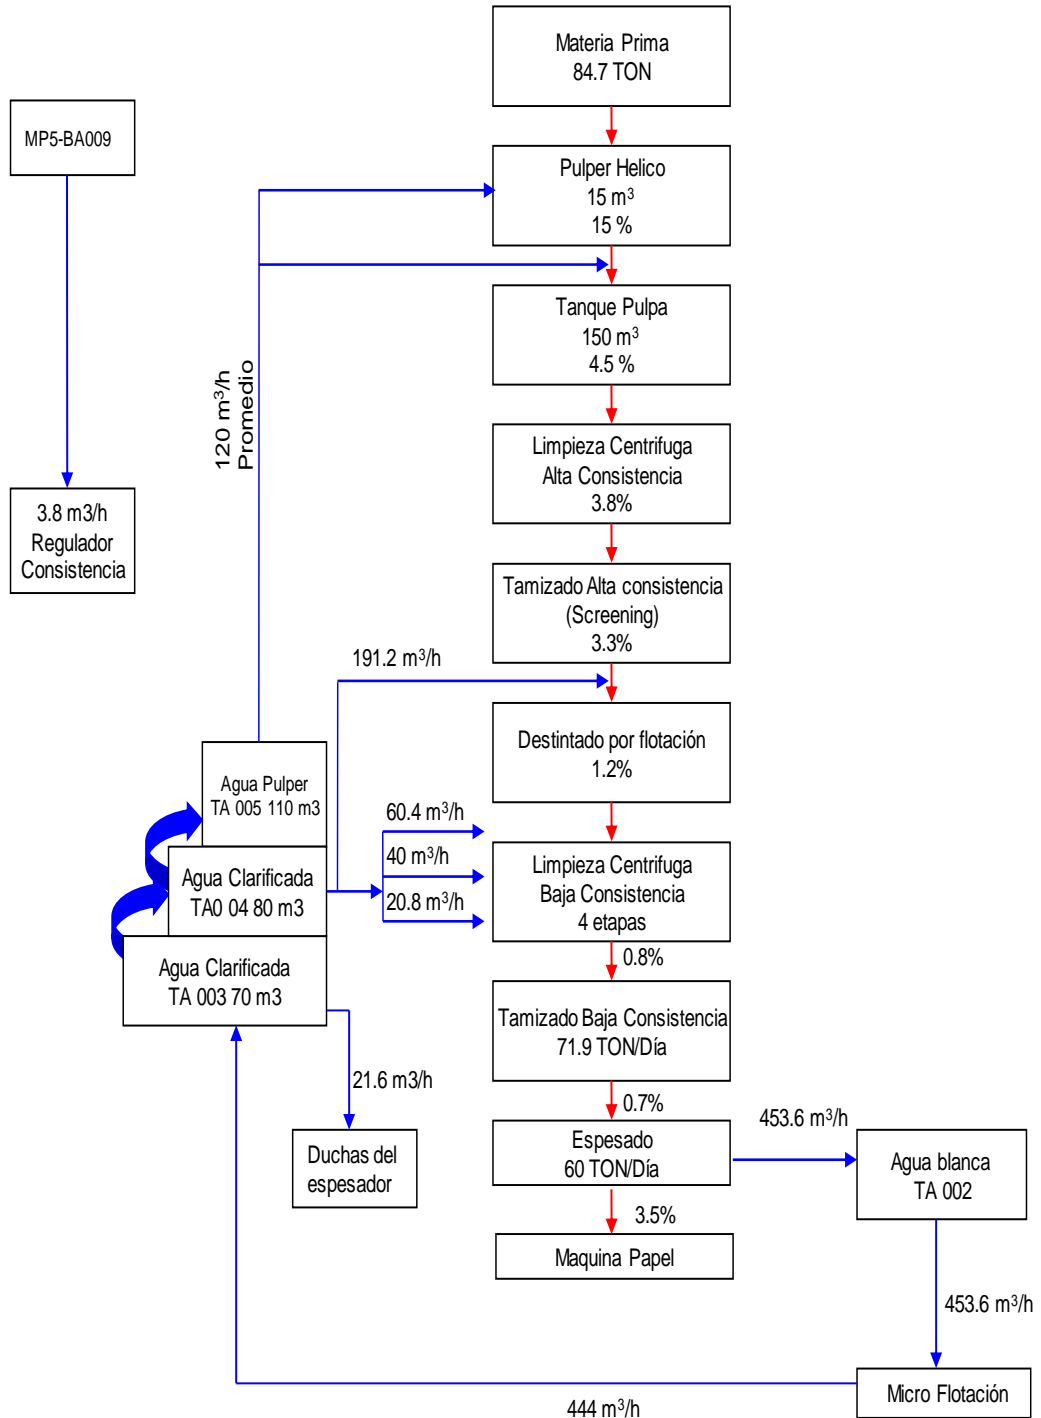 Materia Prima
84.7 TON
MP5-BA009
Pulper Helico
15 m³
15 %
Tanque Pulpa
150 m³
4.5 %
120 m³/h
Promedio
Limpieza Centrifuga
Alta Consistencia
3.8%
3.8 m3/h
Regulador
Consistencia
Tamizado Alta consistencia
(Screening)
3.3%
191.2 m³/h
Destintado por flotación
1.2%
Agua Pulper
TA 005 110 m3
60.4 m³/h
40 m³/h
20.8 m³/h
Limpieza Centrifuga
Baja Consistencia
4 etapas
Agua Clarificada
TA0 04 80 m3
0.8%
Agua Clarificada
TA 003 70 m3
Tamizado Baja Consistencia
71.9 TON/Día
21.6 m3/h
0.7%
453.6 m³/h
Espesado
60 TON/Día
Duchas del
espesador
Agua blanca
TA 002
3.5%
Maquina Papel
453.6 m³/h
Micro Flotación
444 m³/h